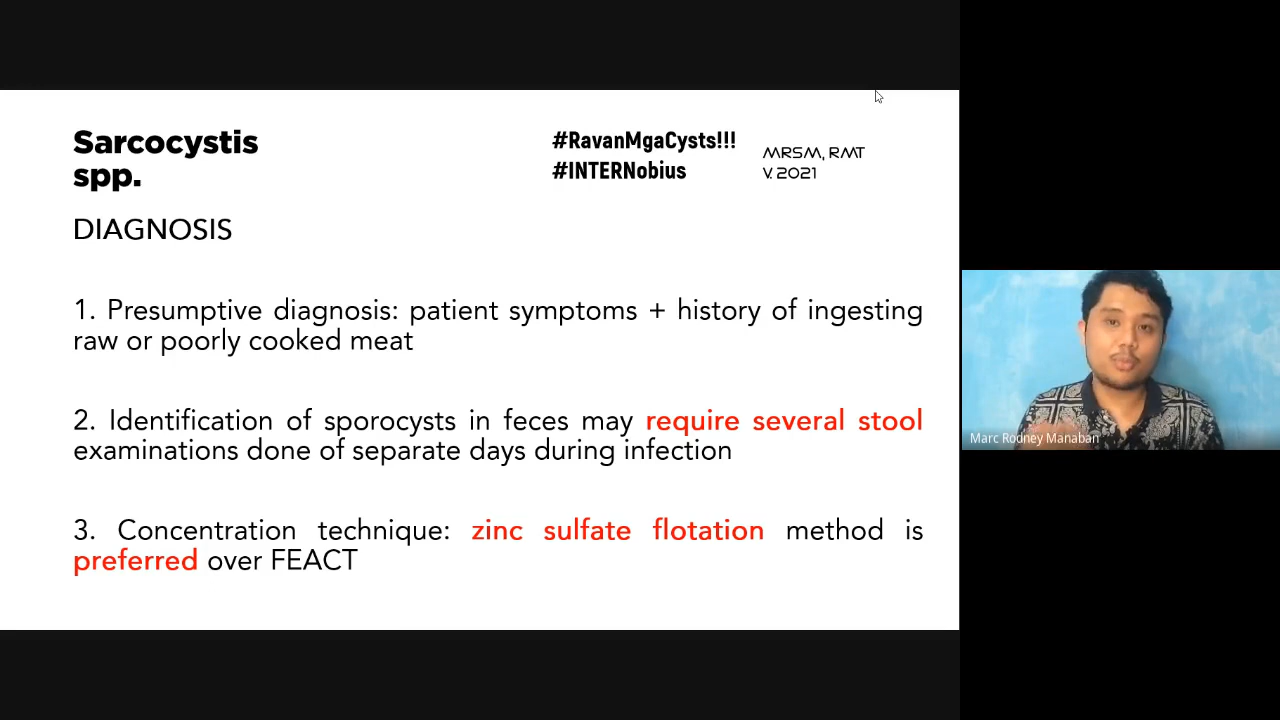 Sarcocystis
spp.
#RavanMgaCysts!!!
#INTERNobius
MRSM, RMT
V. 2021
DIAGNOSIS
1. Presumptive diagnosis: patient symptoms + history of ingesting
raw or poorly cooked meat
2. Identification of sporocysts in feces may require several stool
examinations done of separate days during infection
3. Concentration technique: zinc sulfate flotation method is
preferred over FEACT
Marc Rodney Manaban